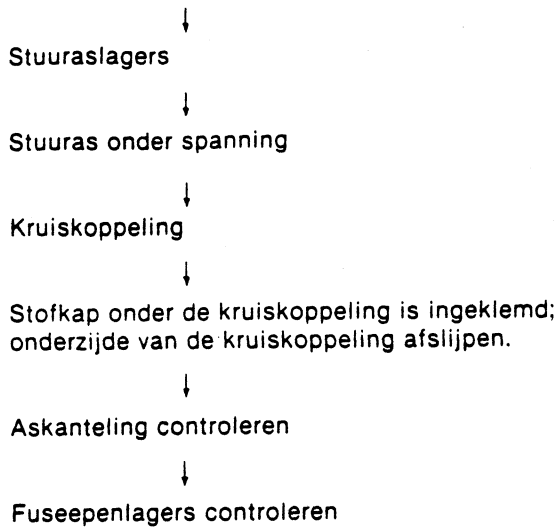 Stuuraslagers
Stuuras onder spanning
Kruiskoppeling
Stofkap onder de kruiskoppeling is ingeklemd;
onderzijde van de kruiskoppeling afslijpen.
Askanteling controleren
Fuseepenlagers controleren